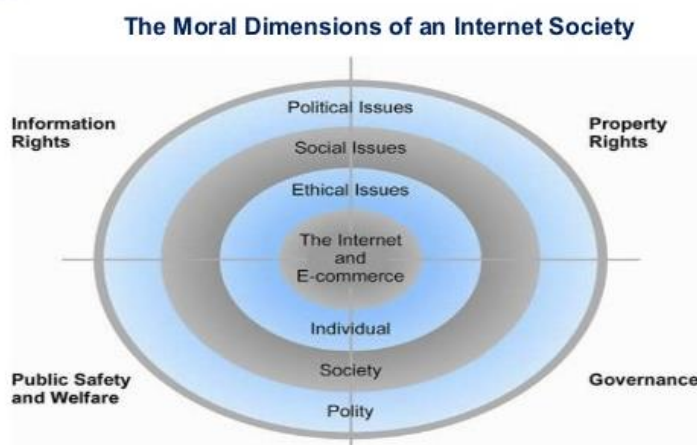 The Moral Dimensions of an Internet Society
Political Issues
Information
Rights
Property
Rights
Social Issues
Ethical Issues
The Internet
and
E-commerce
Individual
Society
Public Safety
and Welfare
Governance
Polity